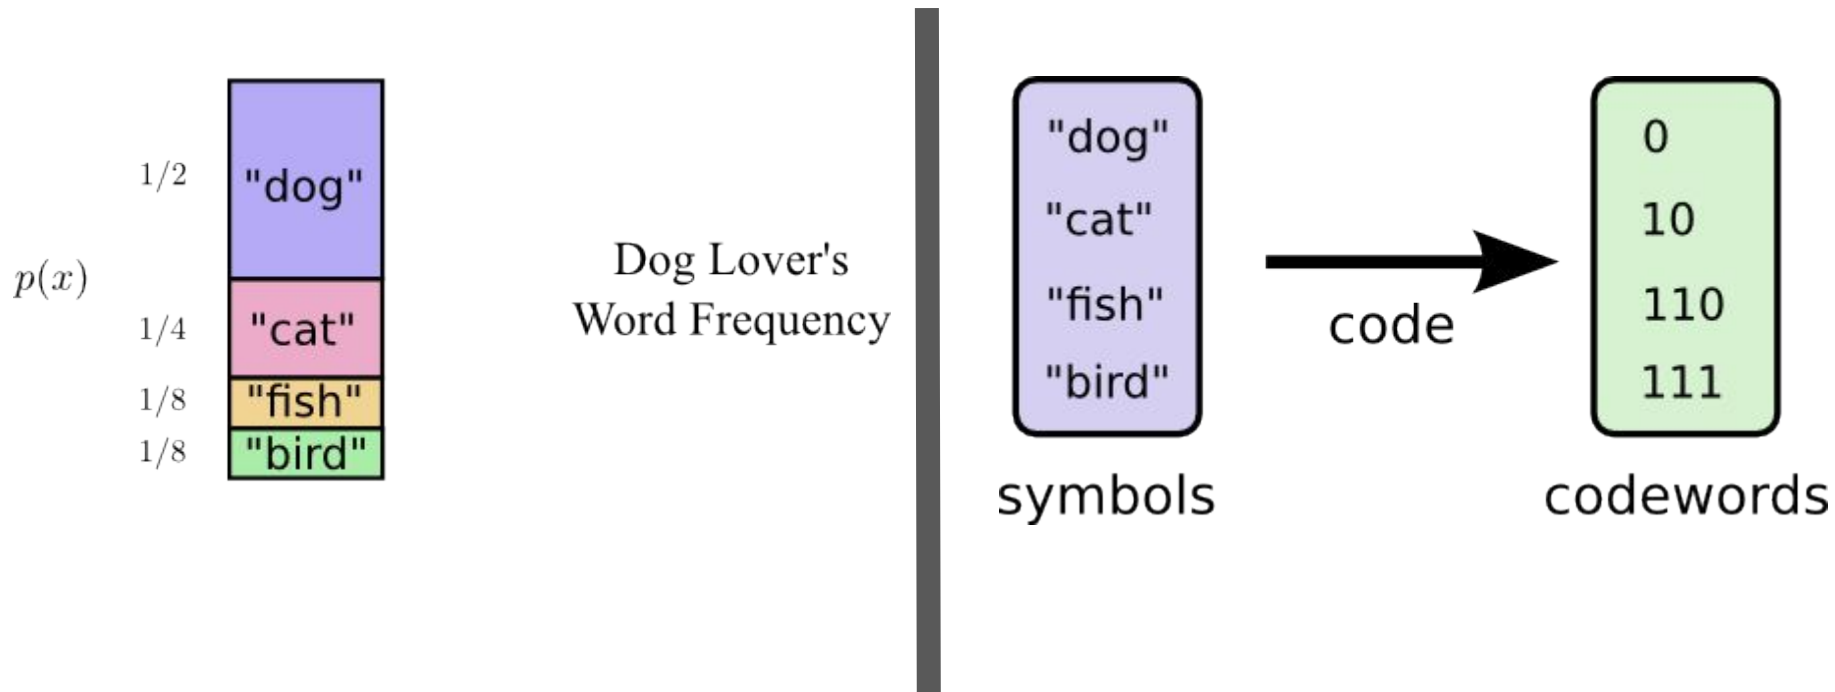 p(x)
1/2
"dog"
1/4
"cat"
1/8
"fish"
1/8
"bird"
Dog Lover's
Word Frequency
"dog"
"cat"
"fish"
"bird"
symbols
code
0
10
110
111
codewords